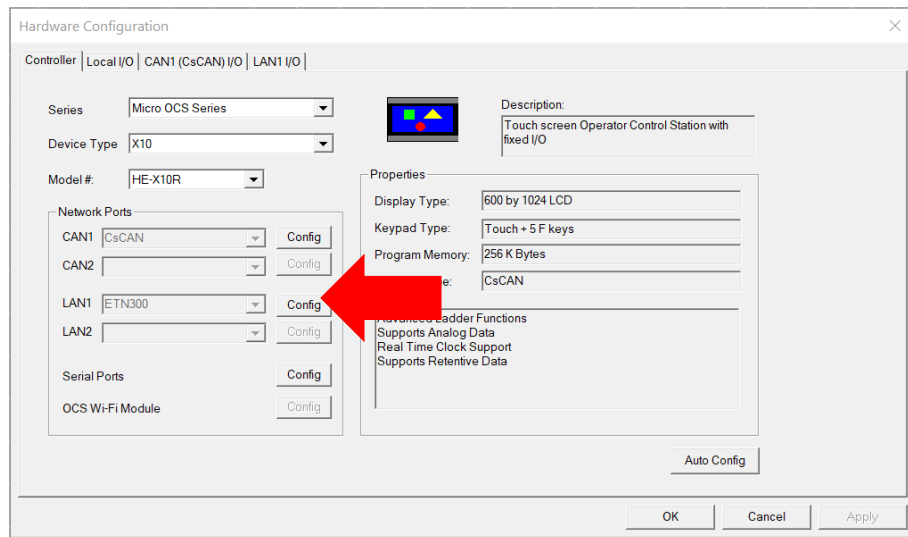 Hardware Configuration
Controller
Local I/O
CAN1 (CsCAN) I/O
LAN1 I/O
Series
Micro OCS Series
Device Type
X10
Model #:
HE-X10R
Description:
Touch screen Operator Control Station with
fixed I/O
Network Ports
CAN1
CsCAN
Config
CAN2
Config
LAN1
ETN300
Config
LAN2
Config
Serial Ports
Config
OCS Wi-Fi Module
Config
Properties
Display Type:
600 by 1024 LCD
Keypad Type:
Touch + 5 F keys
Program Memory:
256 K Bytes
CsCAN
Ladder Functions
Supports Analog Data
Real Time Clock Support
Supports Retentive Data
Auto Config
OK
Cancel
Apply